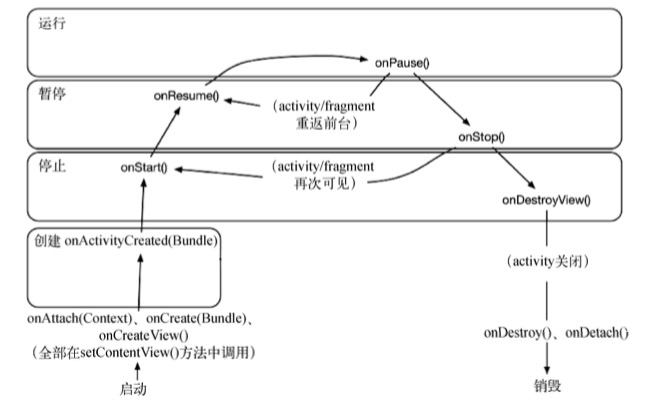 运行
onPause()
暂停
onResume()
（activity/fragment
重返前台）
onStop()
停止
onStart()
（activity/fragment
再次可见）
onDestroyView()
创建 onActivityCreated(Bundle)
（activity关闭）
onAttach(Context)、onCreate(Bundle)、
onCreateView()
（全部在setContentView()方法中调用）
onDestroy()、onDetach()
启动
销毁